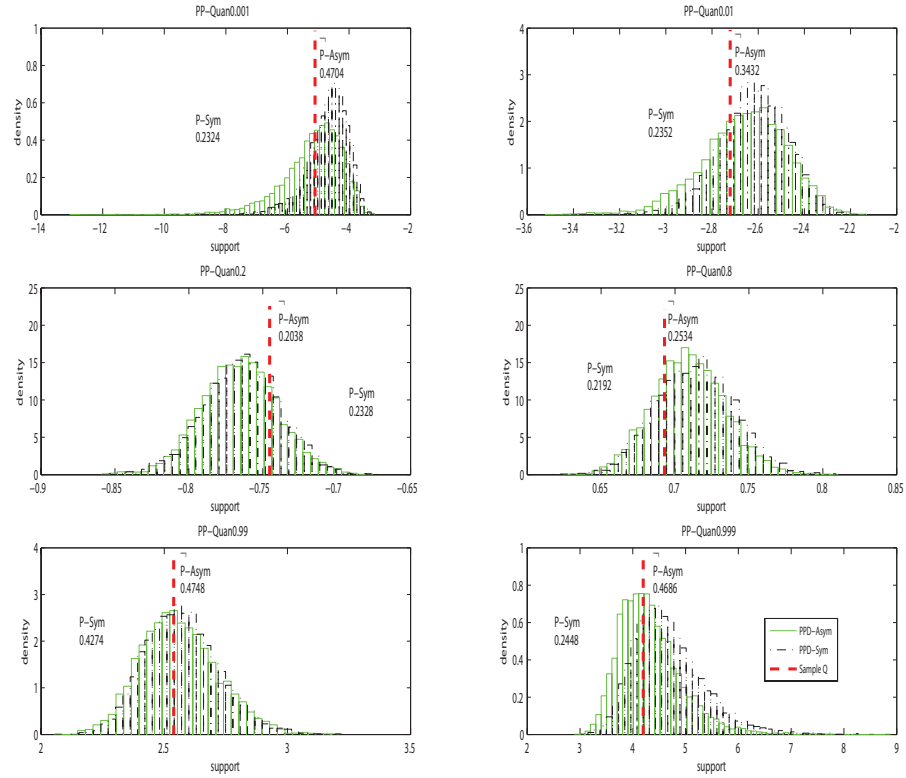 PP-Quan0.001
density
1
0.8
0.6
0.4
0.2
0
P-Asym
0.4704
P-Sym
0.2324
-14
-12
-10
-8
-6
-4
-2
support
PP-Quan0.01
density
4
3
2
1
0
P-Asym
0.3432
P-Sym
0.2352
-3.6
-3.4
-3.2
-3
-2.8
-2.6
-2.4
-2.2
-2
support
PP-Quan0.2
density
25
20
15
10
5
0
P-Asym
0.2038
P-Sym
0.2328
-0.9
-0.85
-0.8
-0.75
-0.7
-0.65
support
PP-Quan0.8
density
25
20
15
10
5
0
P-Asym
0.2534
P-Sym
0.2192
0.65
0.7
0.75
0.8
0.85
support
PP-Quan0.99
density
4
3
2
1
0
P-Asym
0.4748
P-Sym
0.4274
2
2.5
3
3.5
support
PP-Quan0.999
density
1
0.8
0.6
0.4
0.2
0
P-Asym
0.4686
P-Sym
0.2448
PPD-Asym
PPD-Sym
Sample Q
2
3
4
5
6
7
8
9
support